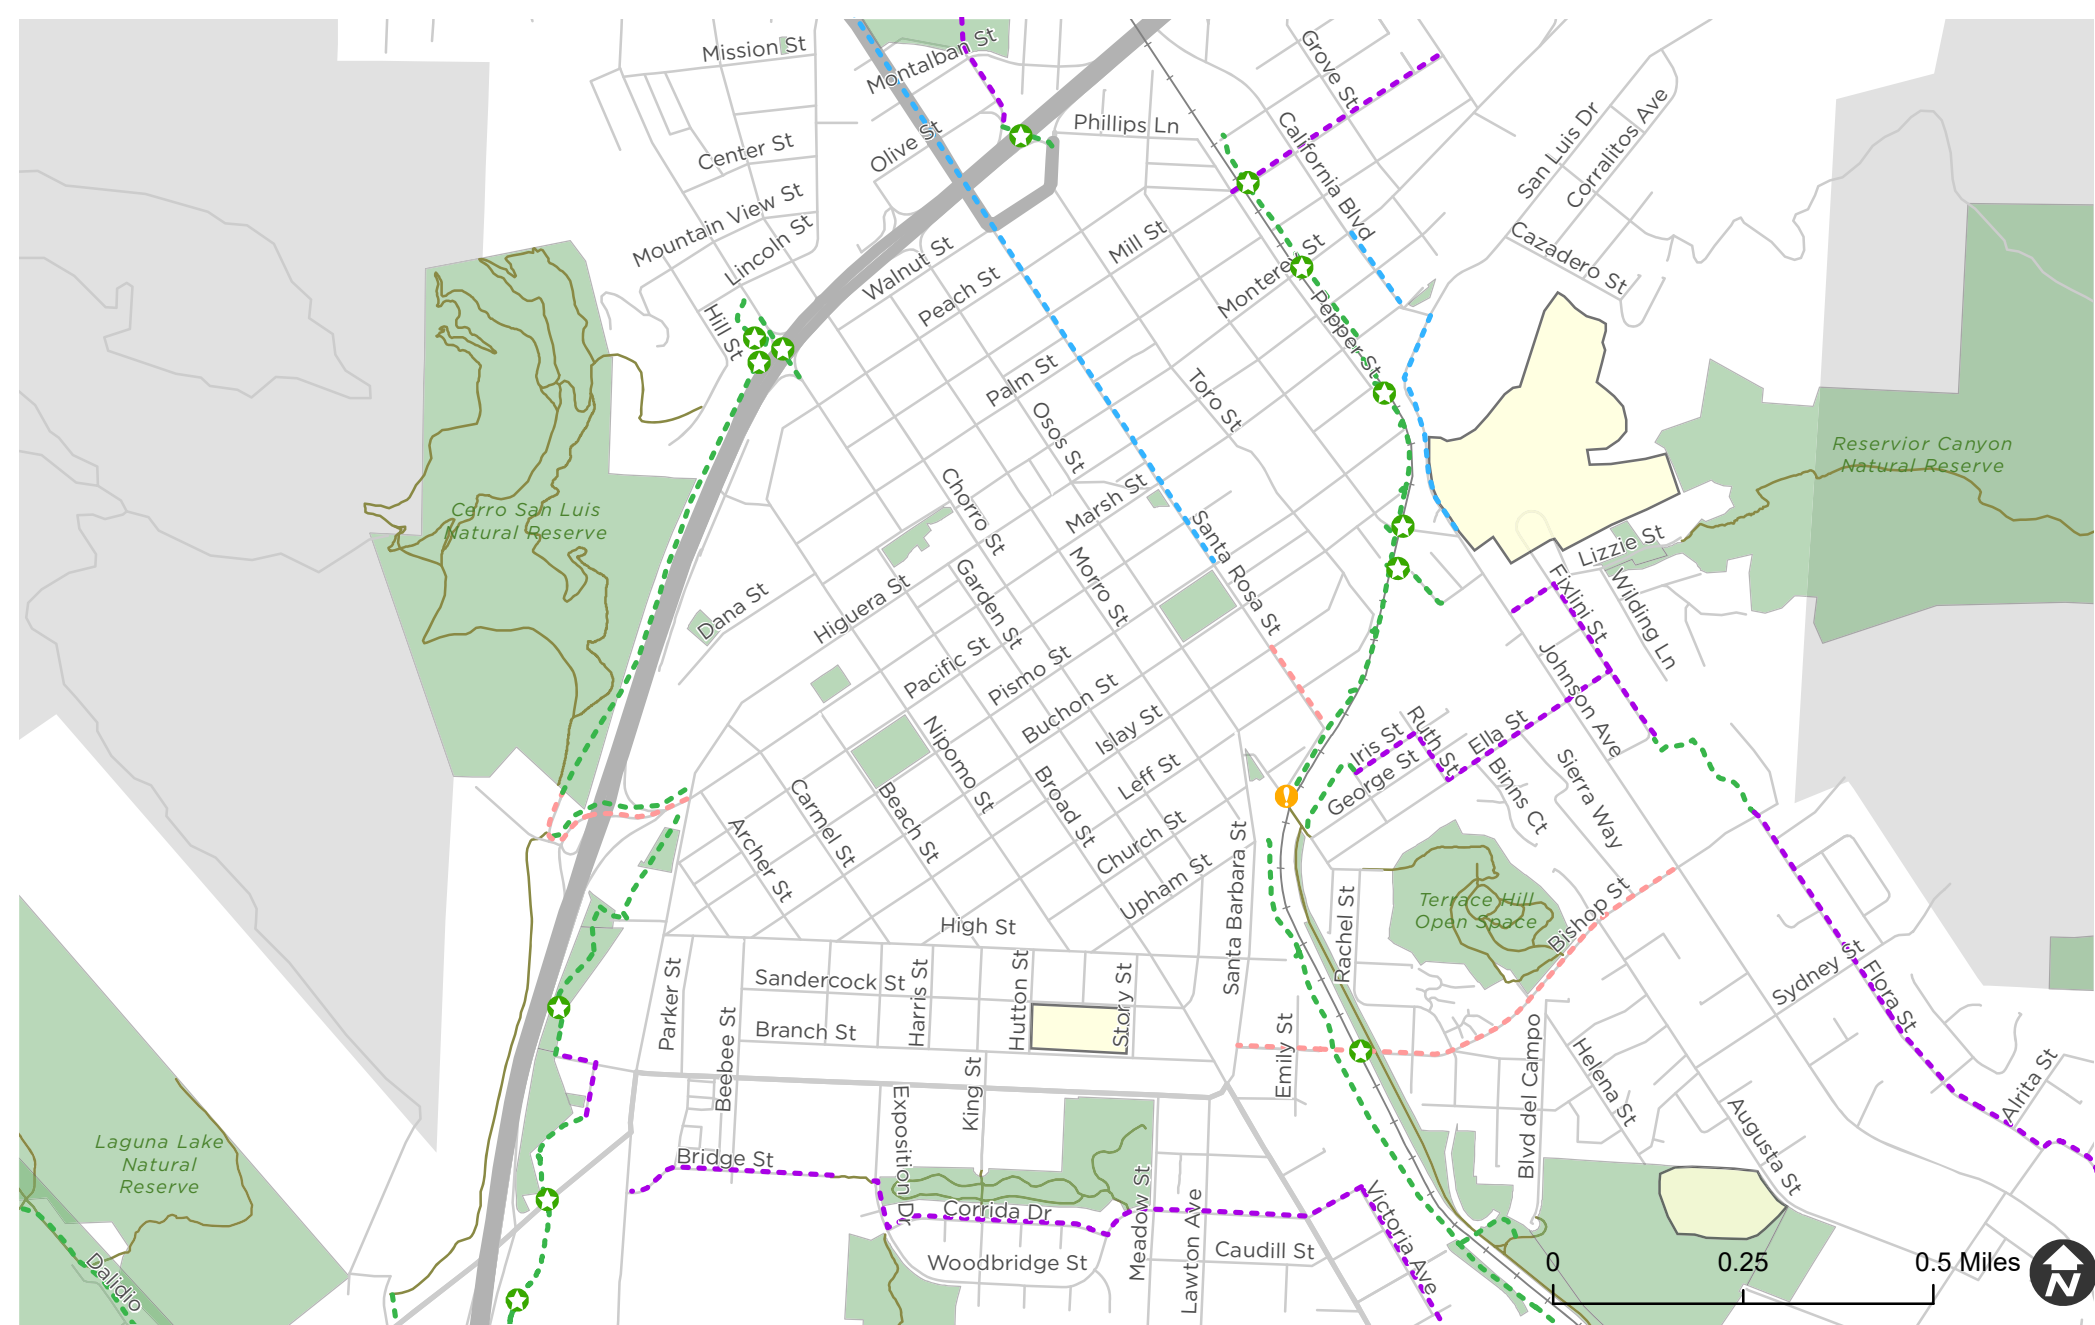 Mission St
Montalban St
Grove St
Phillips Ln
California Blvd
San Luis Dr
Corralitos Ave
Center St
Olive St
Mountain View St
Lincoln St
Walnut St
Mill St
Cazadero St
Peach St
Monterey St
Hill St
Pepper St
Palm St
Toro St
Osos St
Reservior Canyon
Natural Reserve
Cerro San Luis
Natural Reserve
Chorro St
Marsh St
Santa Rosa St
Lizzie St
Dana St
Higuera St
Garden St
Morro St
Fixlini St
Wilding Ln
Pacific St
Pismo St
Buchon St
Johnson Ave
Nipomo St
Islay St
Iris St
Ruth St
Ella St
George St
Binns Ct
Sierra Way
Leff St
Broad St
Carmel St
Beach St
Archer St
Church St
Upham St
Santa Barbara St
Terrace Hill
Open Space
Bishop St
High St
Rachel St
Sydney St
Flora St
Parker St
Sandercock St
Harris St
Hutton St
Story St
Branch St
Beebee St
Emily St
Blvd del Campo
Helena St
Alrita St
King St
Exposition Dr
Augusta St
Laguna Lake
Natural
Reserve
Bridge St
Corrida Dr
Meadow St
Lawton Ave
Victoria Ave
Woodbridge St
Caudill St
Dalidio
0 0.25 0.5 Miles
N